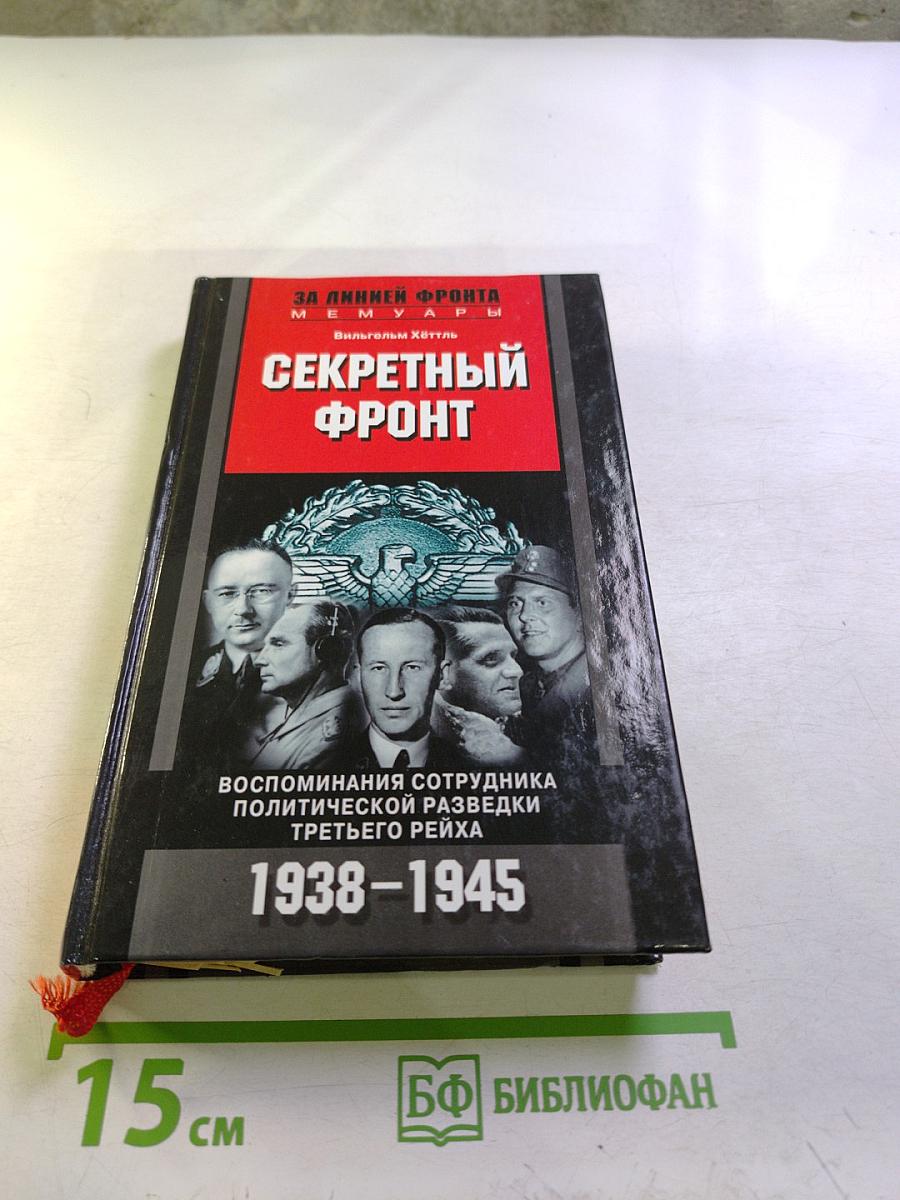 ЗА ЛИНИЕЙ ФРОНТА
МЕМУАРЫ
Вильгельм Хёттль
СЕКРЕТНЫЙ
ФРОНТ
ВОСПОМИНАНИЯ СОТРУДНИКА
ПОЛИТИЧЕСКОЙ РАЗВЕДКИ
ТРЕТЬЕГО РЕЙХА
1938–1945
15 см
БФ БИБЛИОФАН